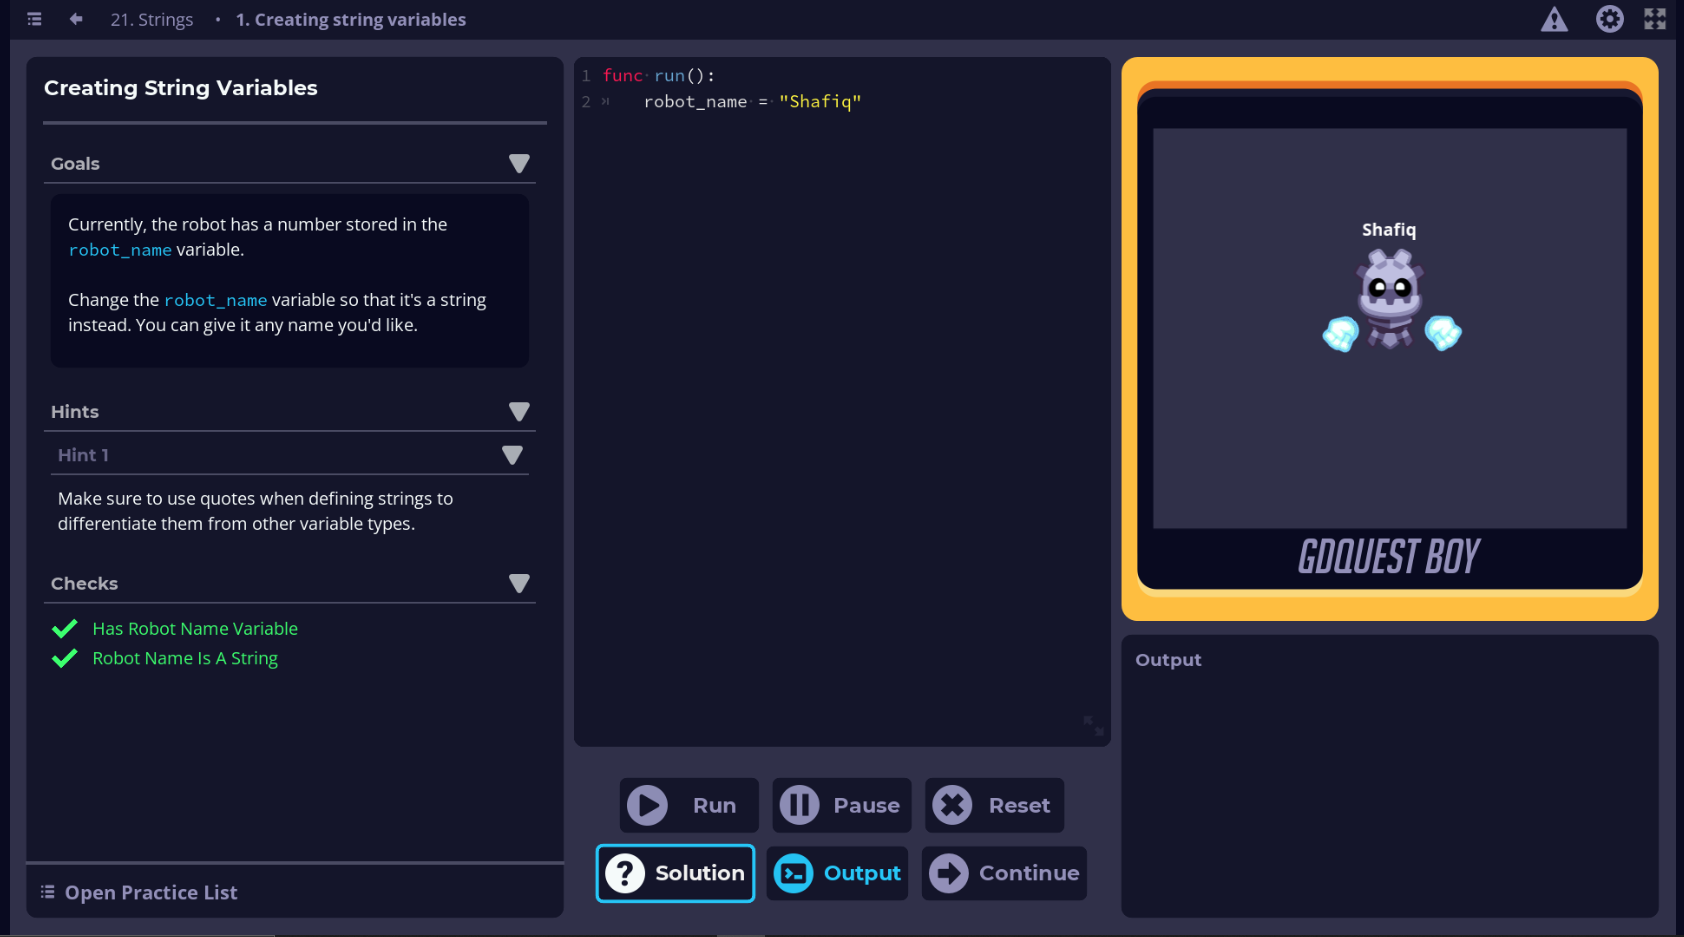 21. Strings • 1. Creating string variables
Creating String Variables
Goals
Currently, the robot has a number stored in the
robot_name variable.
Change the robot_name variable so that it's a string
instead. You can give it any name you'd like.
Hints
Hint 1
Make sure to use quotes when defining strings to
differentiate them from other variable types.
Checks
Has Robot Name Variable
Robot Name Is A String
Open Practice List
1 func run():
2 robot_name = "Shafiq"
Run
Pause
Reset
? Solution
Output
Continue
Shafiq
GDQUEST BOY
Output